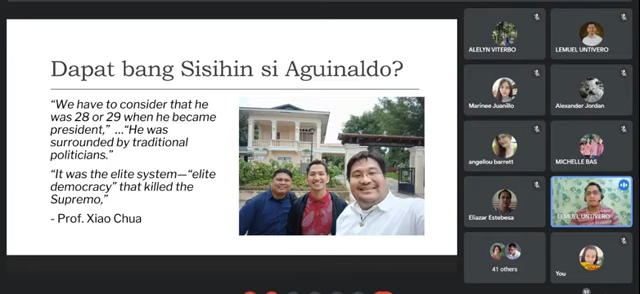 Dapat bang Sisihin si Aguinaldo?
“We have to consider that he
was 28 or 29 when he became
president,” ...“He was
surrounded by traditional
politicians.”
“It was the elite system—“elite
democracy” that killed the
Supremo,”
- Prof. Xiao Chua
ALELYN VITERBO
LEMUEL UNTIVERO
Marinee Juanillo
Alexander Jordan
angeliou barrett
MICHELLE BAS
Eliazar Estebesa
LEMUEL UNTIVERO
41 others
You